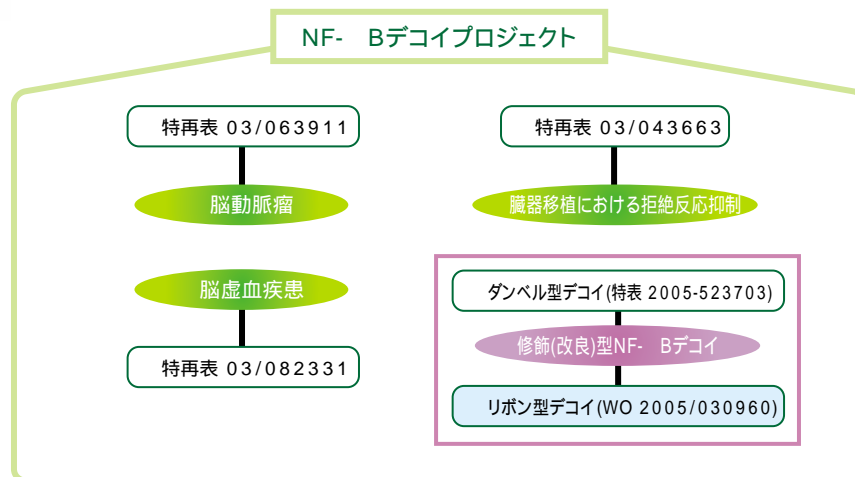 NF- Bデコイプロジェクト
特再表 03/063911
脳動脈瘤
脳虚血疾患
特再表 03/082331
特再表 03/043663
臓器移植における拒絶反応抑制
ダンベル型デコイ(特表 2005-523703)
修飾(改良)型NF- Bデコイ
リボン型デコイ(WO 2005/030960)